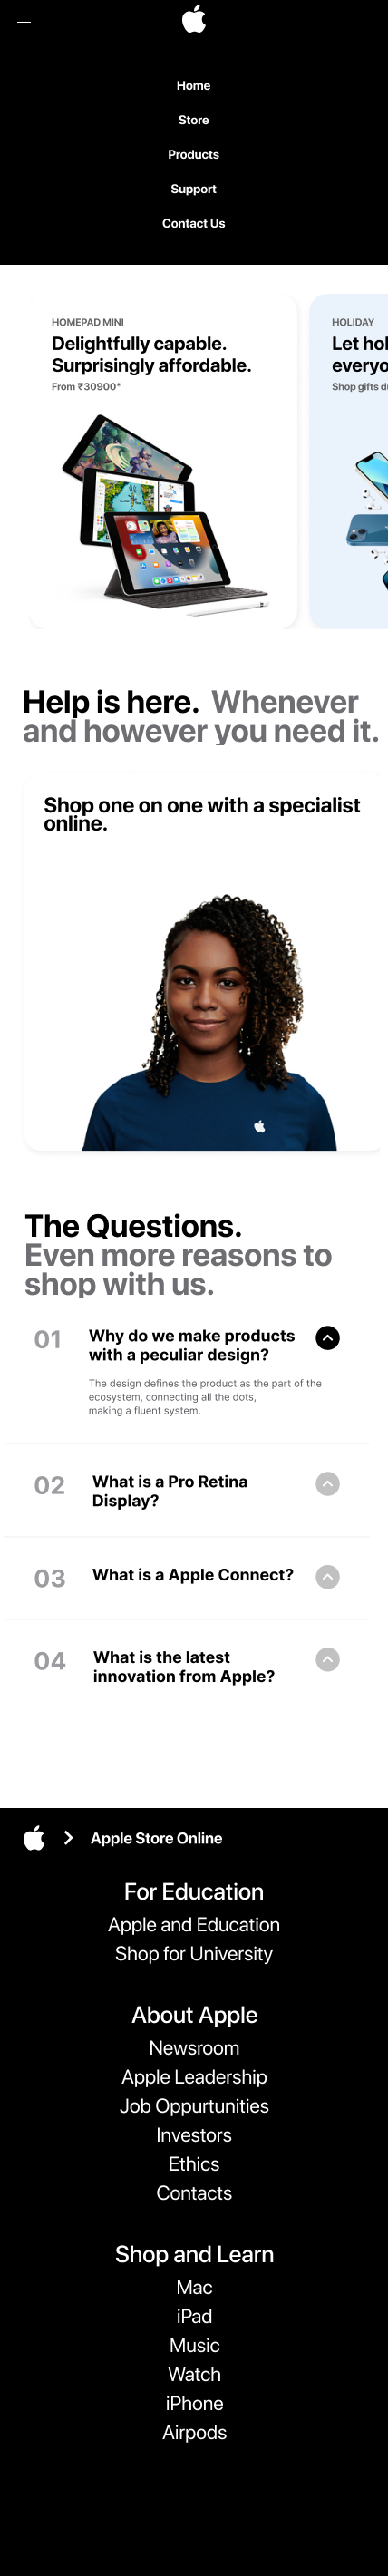 Home
Store
Products
Support
Contact Us
HOMEPAD MINI
Delightfully capable.
Surprisingly affordable.
From ₹30900*
HOLIDAY
Let hol
everyo
Shop gifts d
Help is here. Whenever
and however you need it.
Shop one on one with a specialist
online.
The Questions.
Even more reasons to
shop with us.
01
Why do we make products
with a peculiar design?
The design defines the product as the part of the
ecosystem, connecting all the dots,
making a fluent system.
02
What is a Pro Retina
Display?
03
What is a Apple Connect?
04
What is the latest
innovation from Apple?
Apple Store Online
For Education
Apple and Education
Shop for University
About Apple
Newsroom
Apple Leadership
Job Oppurtunities
Investors
Ethics
Contacts
Shop and Learn
Mac
iPad
Music
Watch
iPhone
Airpods